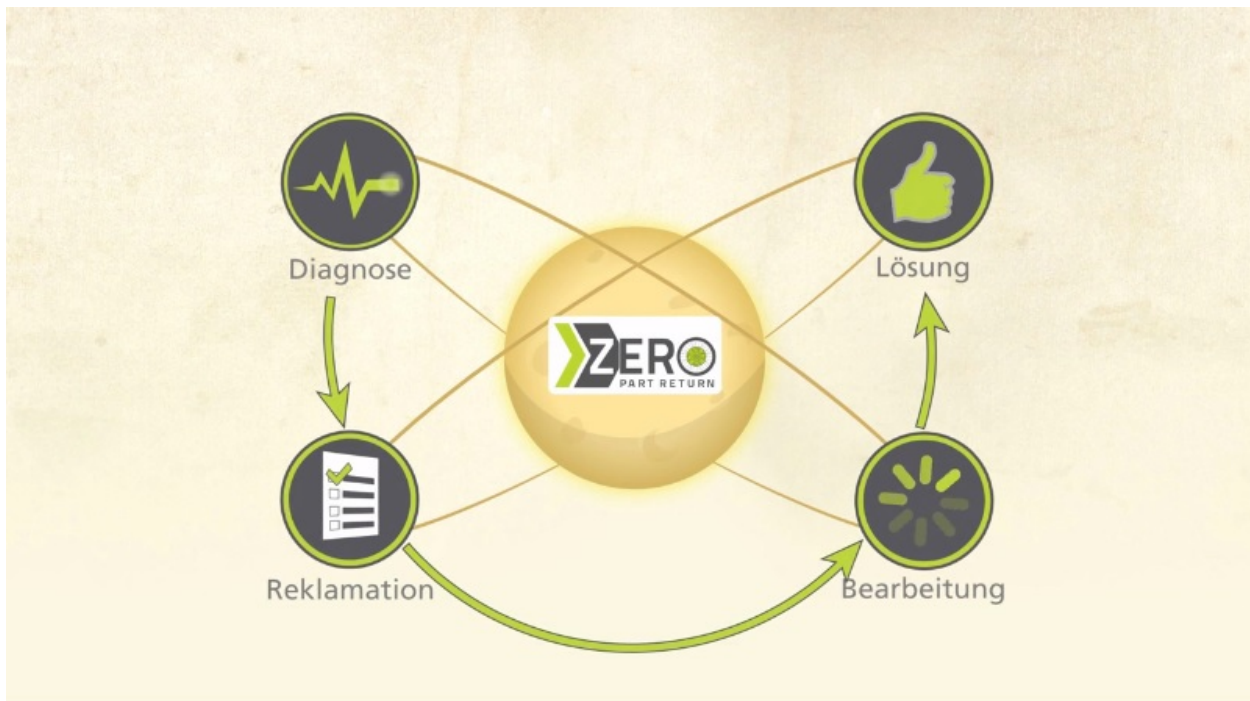 Diagnose
Lösung
ZERO
PART RETURN
Reklamation
Bearbeitung